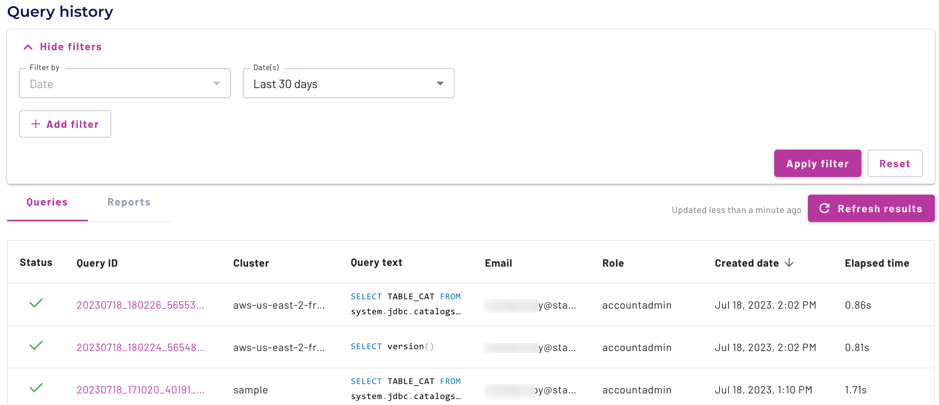 Query history
Hide filters
Filter by
Date
Date(s)
Last 30 days
+ Add filter
Apply filter
Reset
Queries
Reports
Updated less than a minute ago
Refresh results
Status Query ID Cluster Query text Email Role Created date Elapsed time
20230718_180226_56553... aws-us-east-2-fr... SELECT TABLE_CAT FROM y@sta... accountadmin Jul 18, 2023, 2:02 PM 0.86s
system.jdbc.catalogs...
20230718_180224_56548... aws-us-east-2-fr... SELECT version() y@sta... accountadmin Jul 18, 2023, 2:02 PM 0.81s
20230718_171020_40191_... sample SELECT TABLE_CAT FROM y@sta... accountadmin Jul 18, 2023, 1:10 PM 1.71s
system.jdbc.catalogs...